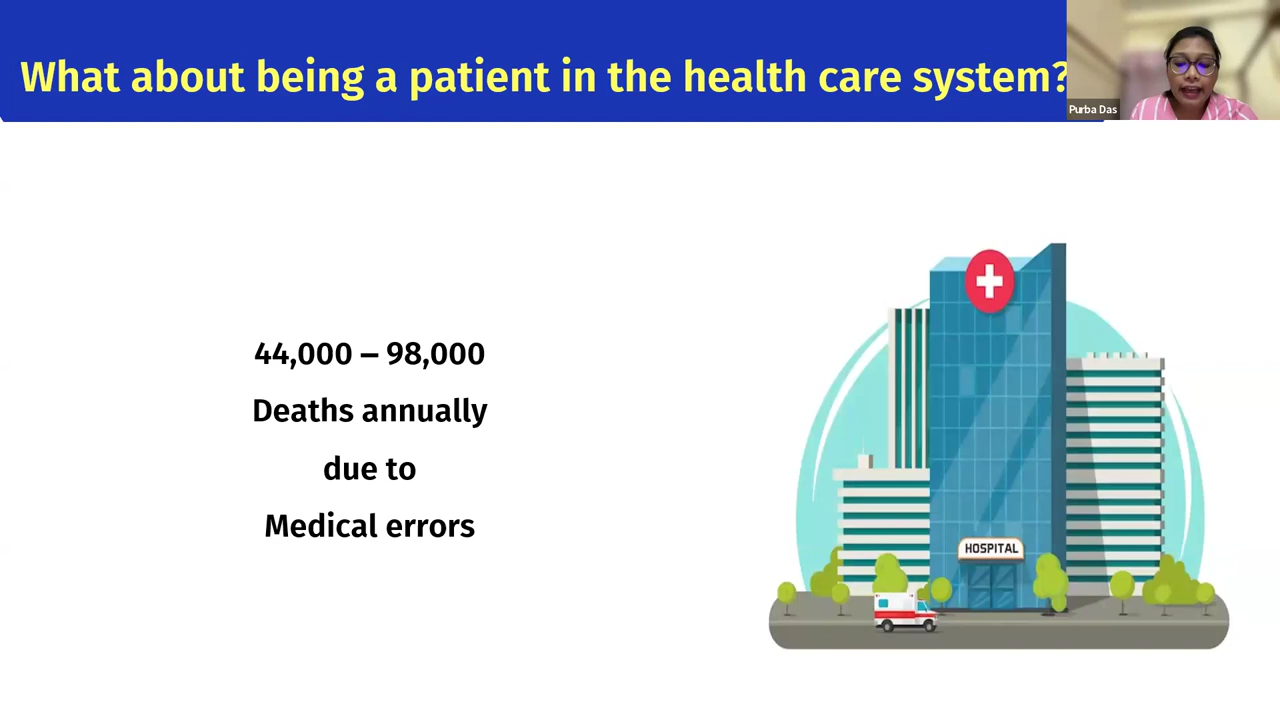 What about being a patient in the health care system?
Purba Das
44,000 – 98,000
Deaths annually
due to
Medical errors
HOSPITAL